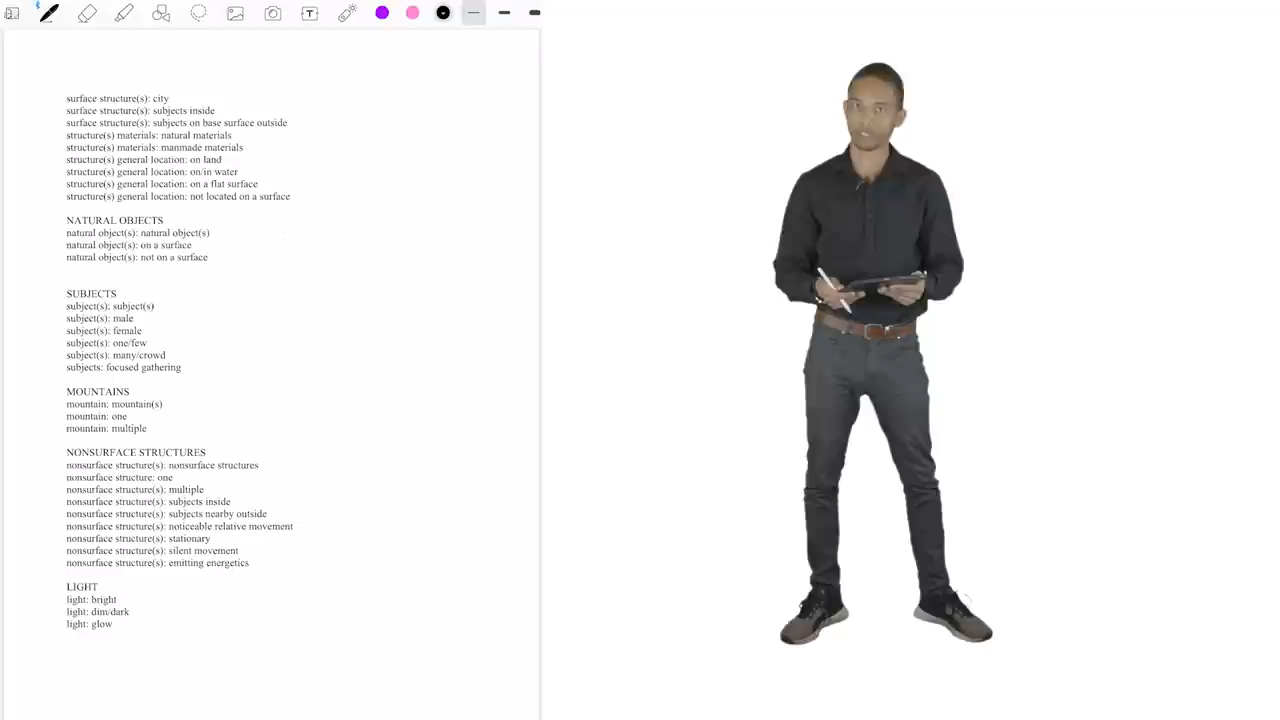 T
surface structure(s): city
surface structure(s): subjects inside
surface structure(s): subjects on base surface outside
structure(s) materials: natural materials
structure(s) materials: manmade materials
structure(s) general location: on land
structure(s) general location: on/in water
structure(s) general location: on a flat surface
structure(s) general location: not located on a surface
NATURAL OBJECTS
natural object(s): natural object(s)
natural object(s): on a surface
natural object(s): not on a surface
SUBJECTS
subject(s): subject(s)
subject(s): male
subject(s): female
subject(s): one/few
subject(s): many/crowd
subjects: focused gathering
MOUNTAINS
mountain: mountain(s)
mountain: one
mountain: multiple
NONSURFACE STRUCTURES
nonsurface structure(s): nonsurface structures
nonsurface structure: one
nonsurface structure(s): multiple
nonsurface structure(s): subjects inside
nonsurface structure(s): subjects nearby outside
nonsurface structure(s): noticeable relative movement
nonsurface structure(s): stationary
nonsurface structure(s): silent movement
nonsurface structure(s): emitting energetics
LIGHT
light: bright
light: dim/dark
light: glow